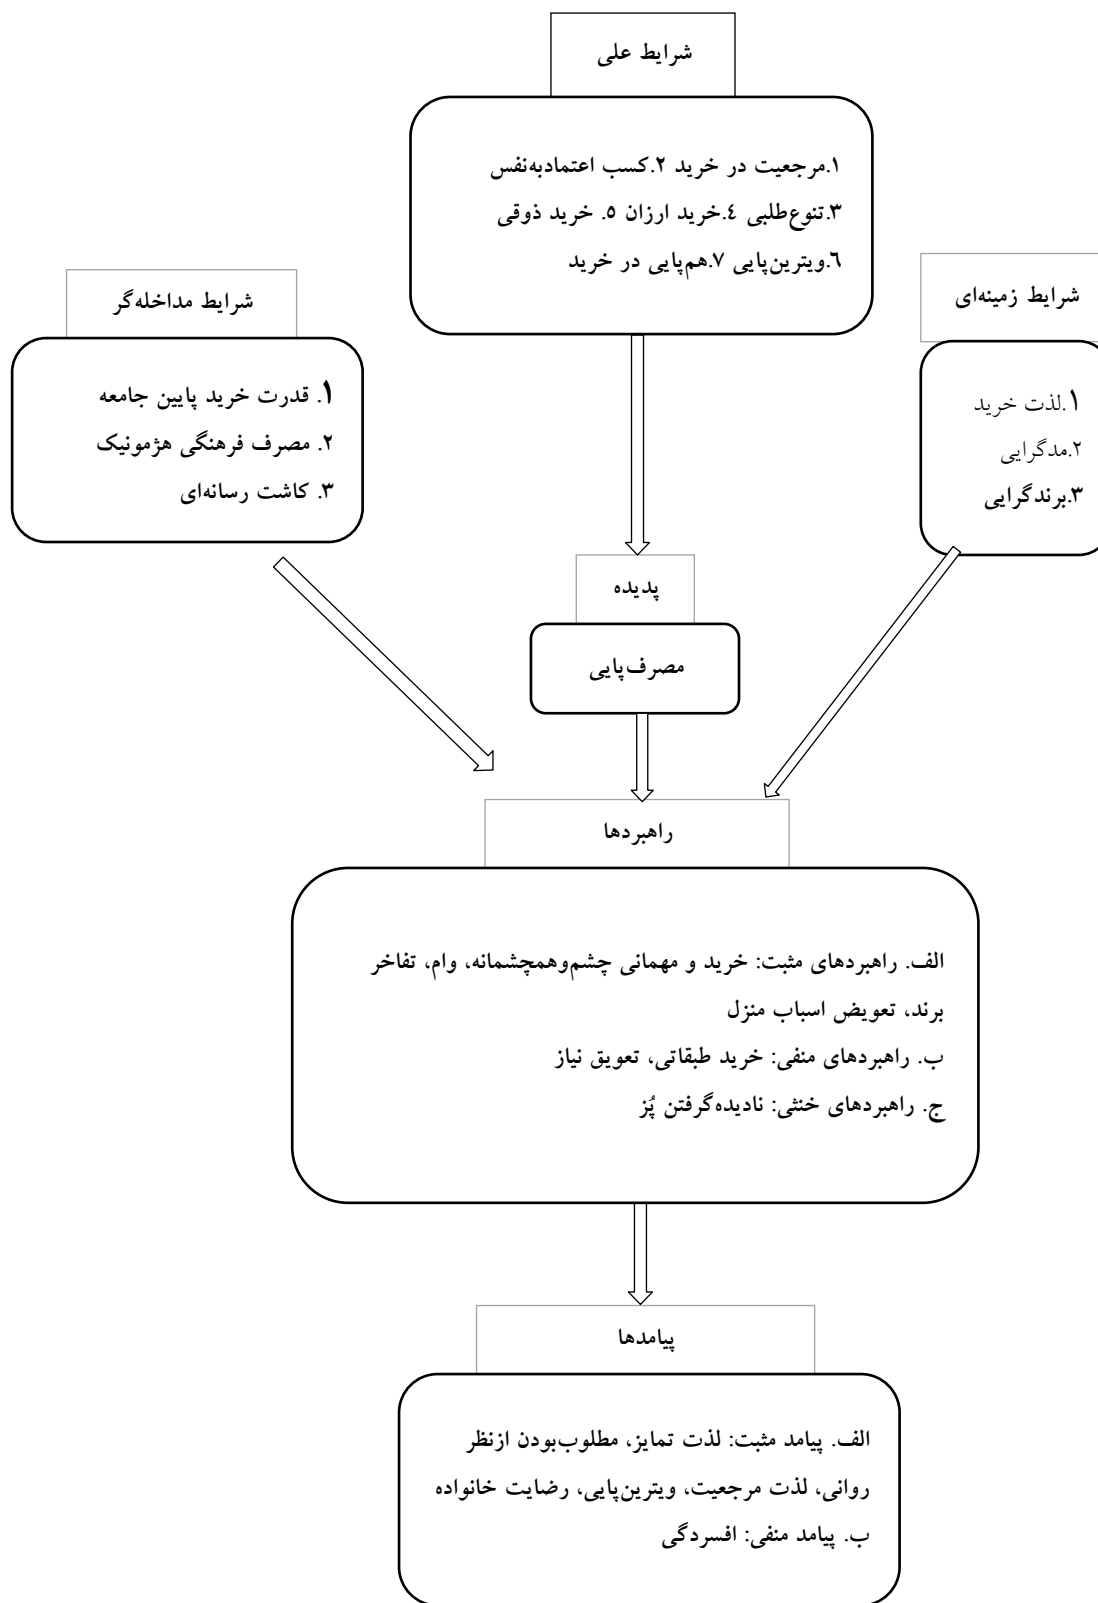 شرایط علی
۱.مرجعیت در خرید ۲.کسب اعتمادبه‌نفس
۳.تنوع‌طلبی ٤.خرید ارزان ٥. خرید ذوقی
٦.ویترین‌پایی ۷.هم‌پایی در خرید
شرایط زمینه‌ای
۱.لذت خرید
۲.مدگرایی
۳.برندگرایی
شرایط مداخله‌گر
۱. قدرت خرید پایین جامعه
۲. مصرف فرهنگی هژمونیک
۳. کاشت رسانه‌ای
پدیده
مصرف‌پایی
راهبردها
الف. راهبردهای مثبت: خرید و مهمانی چشم‌وهمچشمانه، وام، تفاخر
برند، تعویض اسباب منزل
ب. راهبردهای منفی: خرید طبقاتی، تعویق نیاز
ج. راهبردهای خنثی: نادیده‌گرفتن پُز
پیامدها
الف. پیامد مثبت: لذت تمایز، مطلوب‌بودن ازنظر
روانی، لذت مرجعیت، ویترین‌پایی، رضایت خانواده
ب. پیامد منفی: افسردگی